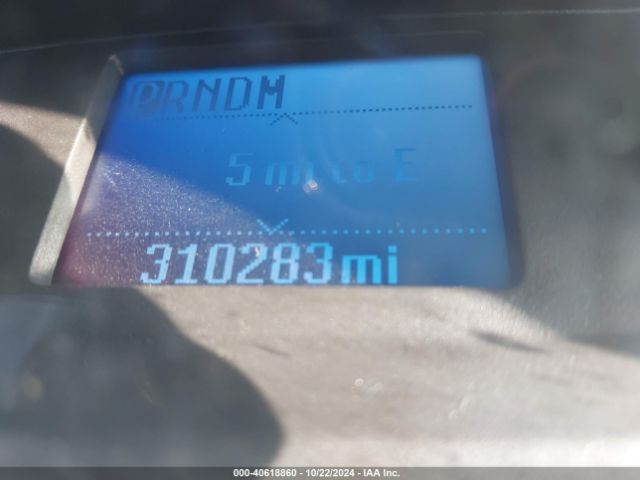 PRNDM
5 mi to E
310283mi
000-40618860 - 10/22/2024 - IAA Inc.